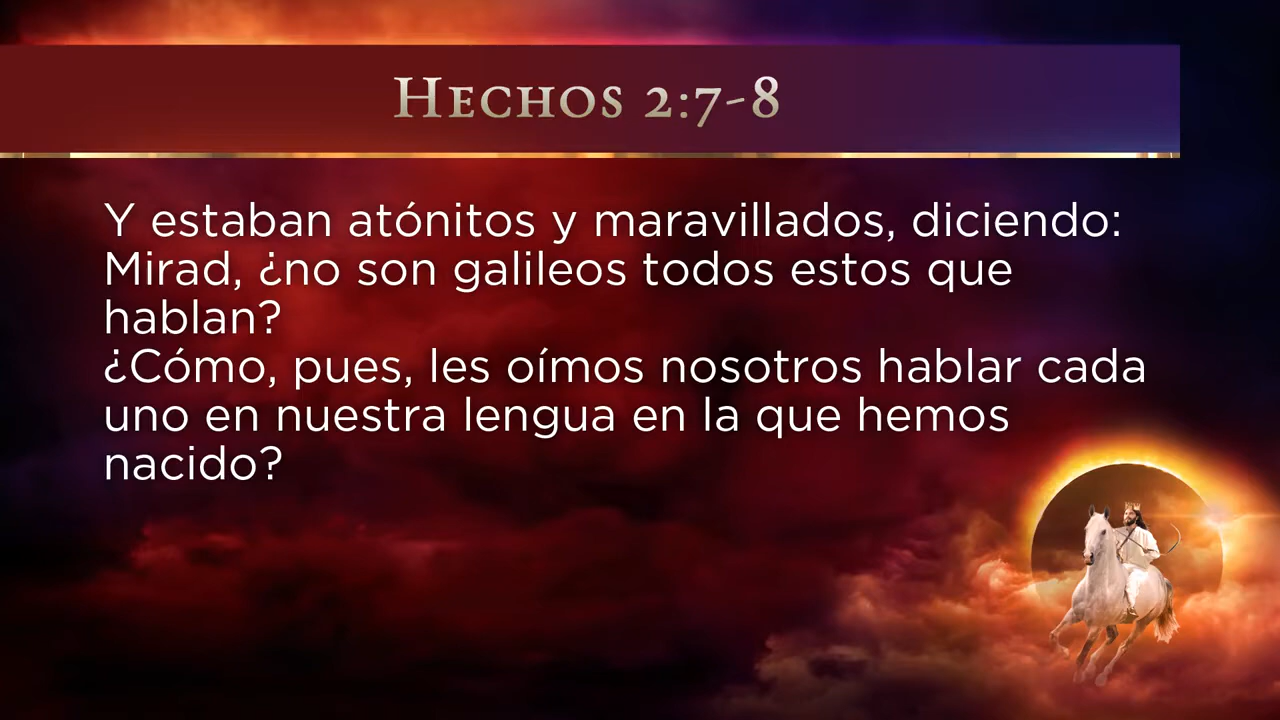 Hechos 2:7-8
Y estaban atónitos y maravillados, diciendo:
Mirad, ¿no son galileos todos estos que
hablan?
¿Cómo, pues, les oímos nosotros hablar cada
uno en nuestra lengua en la que hemos
nacido?